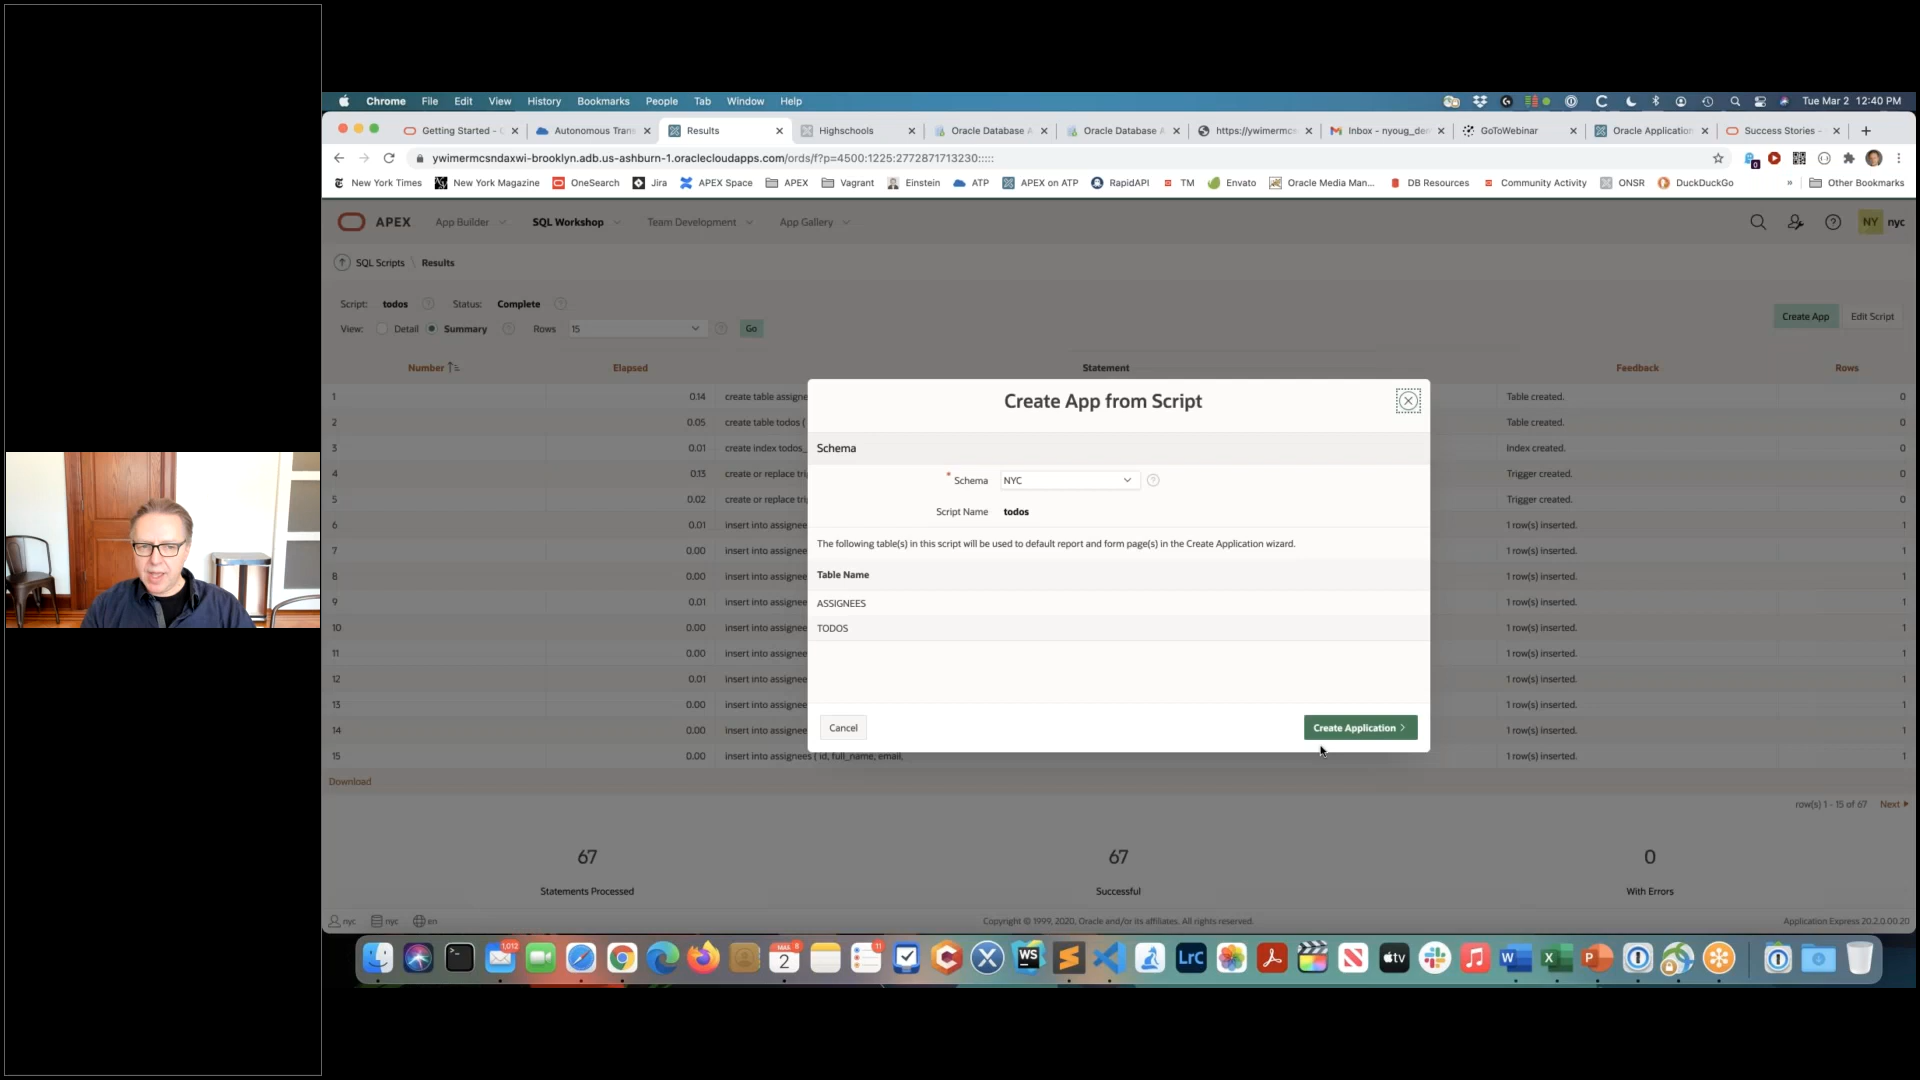 Chrome File Edit View History Bookmarks People Tab Window Help Tue Mar 2 12:40 PM
Getting Started - Autonomous Tran Results Highschools Oracle Database Oracle Database https://ywimermc Inbox - nyoug_de GoToWebinar Oracle Application Success Stories -
ywimermcsndaxwi-brooklyn.adb.us-ashburn-1.oraclecloudapps.com/ords/f?p=4500:1225:2772871713230:::::
New York Times New York Magazine OneSearch Jira APEX Space APEX Vagrant Einstein ATP APEX on ATP RapidAPI TM Envato Oracle Media Man... DB Resources Community Activity ONSR DuckDuckGo » Other Bookmarks
APEX App Builder SQL Workshop Team Development App Gallery NY nyc
SQL Scripts \ Results
Script: todos Status: Complete
View: Detail Summary Rows 15 Go
Create App Edit Script
Number Elapsed Statement Feedback Rows
1 0.14 create table assigne Table created. 0
2 0.05 create table todos ( Table created. 0
3 0.01 create index todos_ Index created. 0
4 0.13 create or replace trig Trigger created. 0
5 0.02 create or replace trig Trigger created. 0
6 0.01 insert into assignee 1 row(s) inserted. 1
7 0.00 insert into assignee 1 row(s) inserted. 1
8 0.00 insert into assignee 1 row(s) inserted. 1
9 0.01 insert into assignee 1 row(s) inserted. 1
10 0.00 insert into assignee 1 row(s) inserted. 1
11 0.00 insert into assignee 1 row(s) inserted. 1
12 0.01 insert into assignee 1 row(s) inserted. 1
13 0.00 insert into assignee 1 row(s) inserted. 1
14 0.00 insert into assignee 1 row(s) inserted. 1
15 0.00 insert into assignees ( id, full_name, email, 1 row(s) inserted. 1
Create App from Script
Schema
* Schema NYC
Script Name todos
The following table(s) in this script will be used to default report and form page(s) in the Create Application wizard.
Table Name
ASSIGNEES
TODOS
Cancel Create Application >
Download
row(s) 1 - 15 of 67 Next
67 67 0
Statements Processed Successful With Errors
nyc nyc en Copyright © 1999, 2020, Oracle and/or its affiliates. All rights reserved. Application Express 20.2.0.00.20
1,012 MAR 2 8 11 WS LrC tv W X P